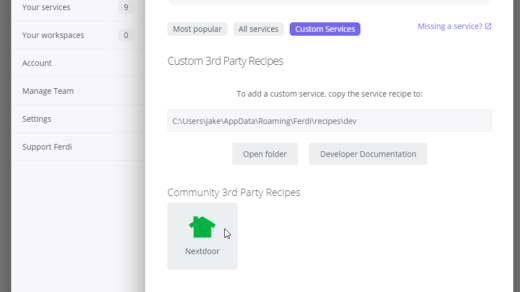 Your services 9
Your workspaces 0
Account
Manage Team
Settings
Support Ferdi
Most popular All services Custom Services Missing a service?
Custom 3rd Party Recipes
To add a custom service, copy the service recipe to:
C:\Users\Jake\AppData\Roaming\Ferdi\recipes\dev
Open folder Developer Documentation
Community 3rd Party Recipes
Nextdoor